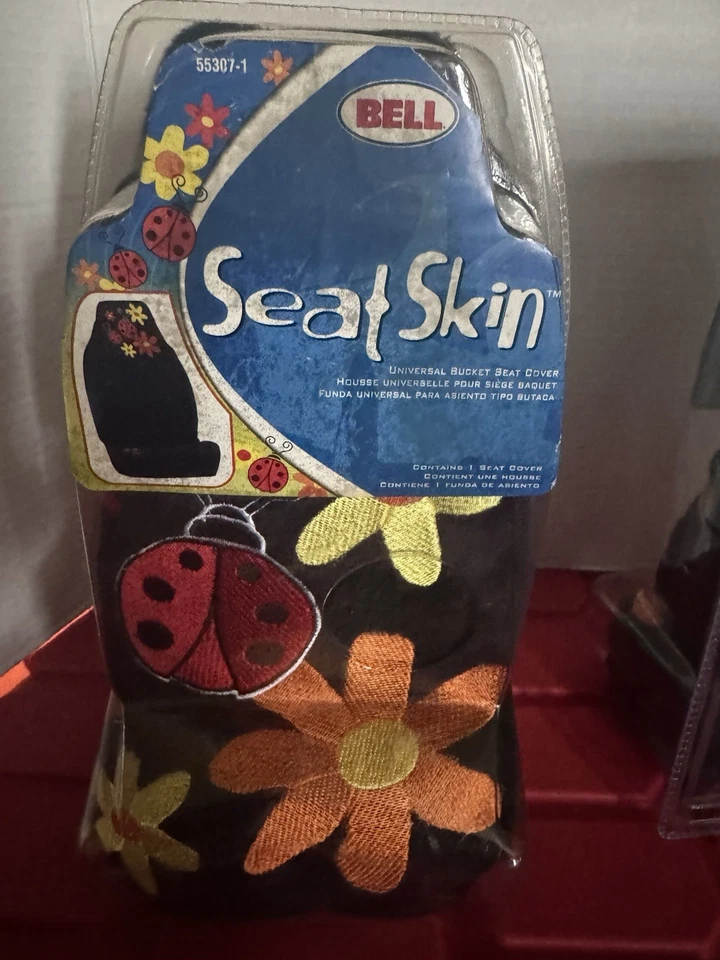 55307-1
BELL
Seat Skin™
Universal Bucket Seat Cover
Housse universelle pour siège baquet
Funda universal para asiento tipo butaca
Contains 1 Seat Cover
Contient une housse
Contiene 1 funda de asiento